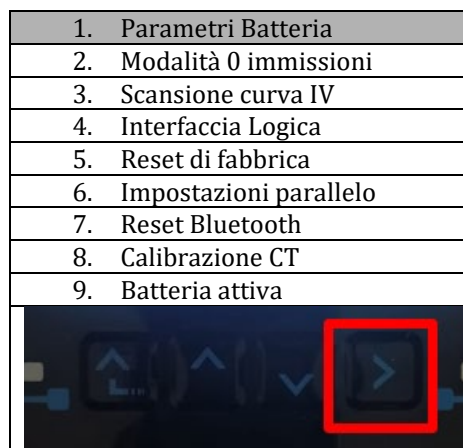 1. Parametri Batteria
2. Modalità 0 immissioni
3. Scansione curva IV
4. Interfaccia Logica
5. Reset di fabbrica
6. Impostazioni parallelo
7. Reset Bluetooth
8. Calibrazione CT
9. Batteria attiva